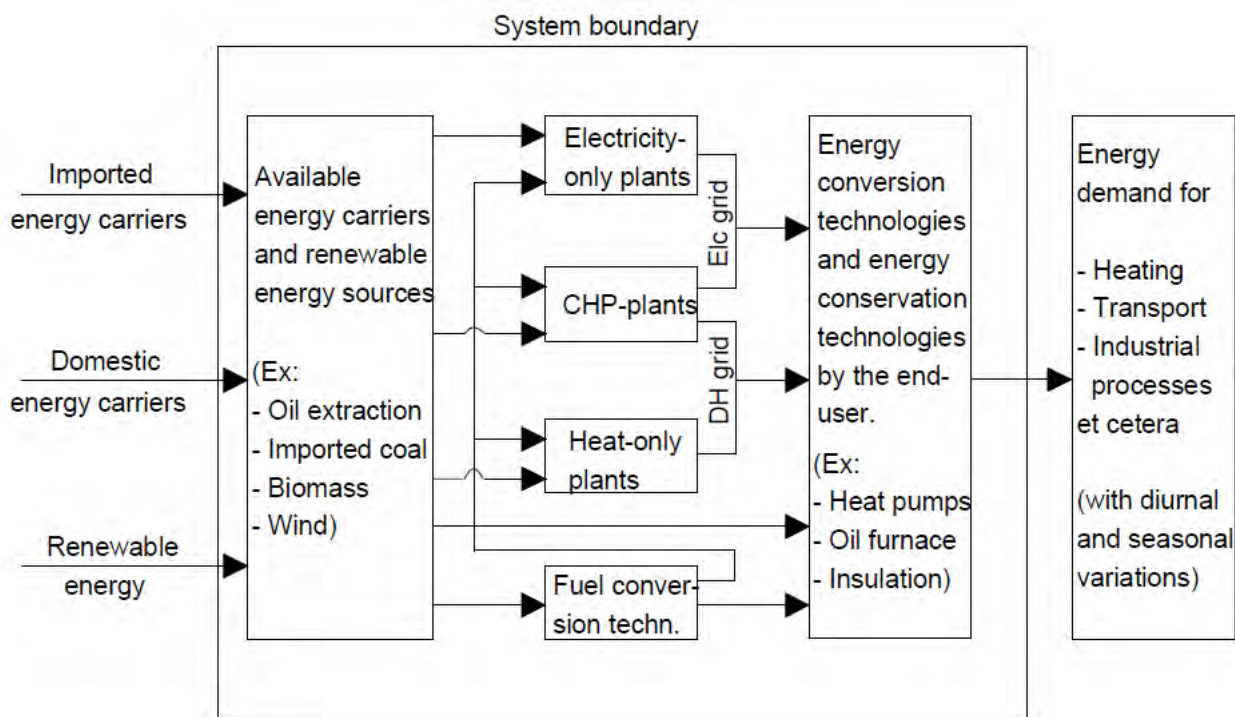 System boundary
Imported
energy carriers
Domestic
energy carriers
Renewable
energy
Available
energy carriers
and renewable
energy sources
(Ex:
- Oil extraction
- Imported coal
- Biomass
- Wind)
Electricity-
only plants
CHP-plants
Heat-only
plants
Fuel conver-
sion techn.
Elc grid
DH grid
Energy
conversion
technologies
and energy
conservation
technologies
by the end-
user.
(Ex:
- Heat pumps
- Oil furnace
- Insulation)
Energy
demand for
- Heating
- Transport
- Industrial
processes
et cetera
(with diurnal
and seasonal
variations)